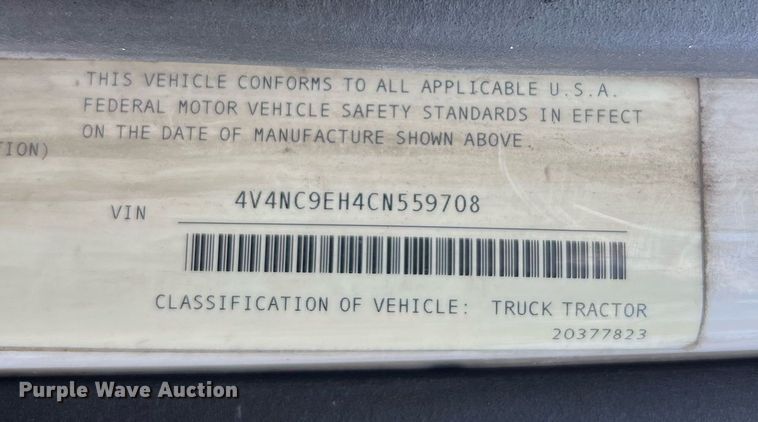 THIS VEHICLE CONFORMS TO ALL APPLICABLE U.S.A.
FEDERAL MOTOR VEHICLE SAFETY STANDARDS IN EFFECT
ON THE DATE OF MANUFACTURE SHOWN ABOVE.
TION)
VIN 4V4NC9EH4CN559708
CLASSIFICATION OF VEHICLE: TRUCK TRACTOR
20377823
Purple Wave Auction